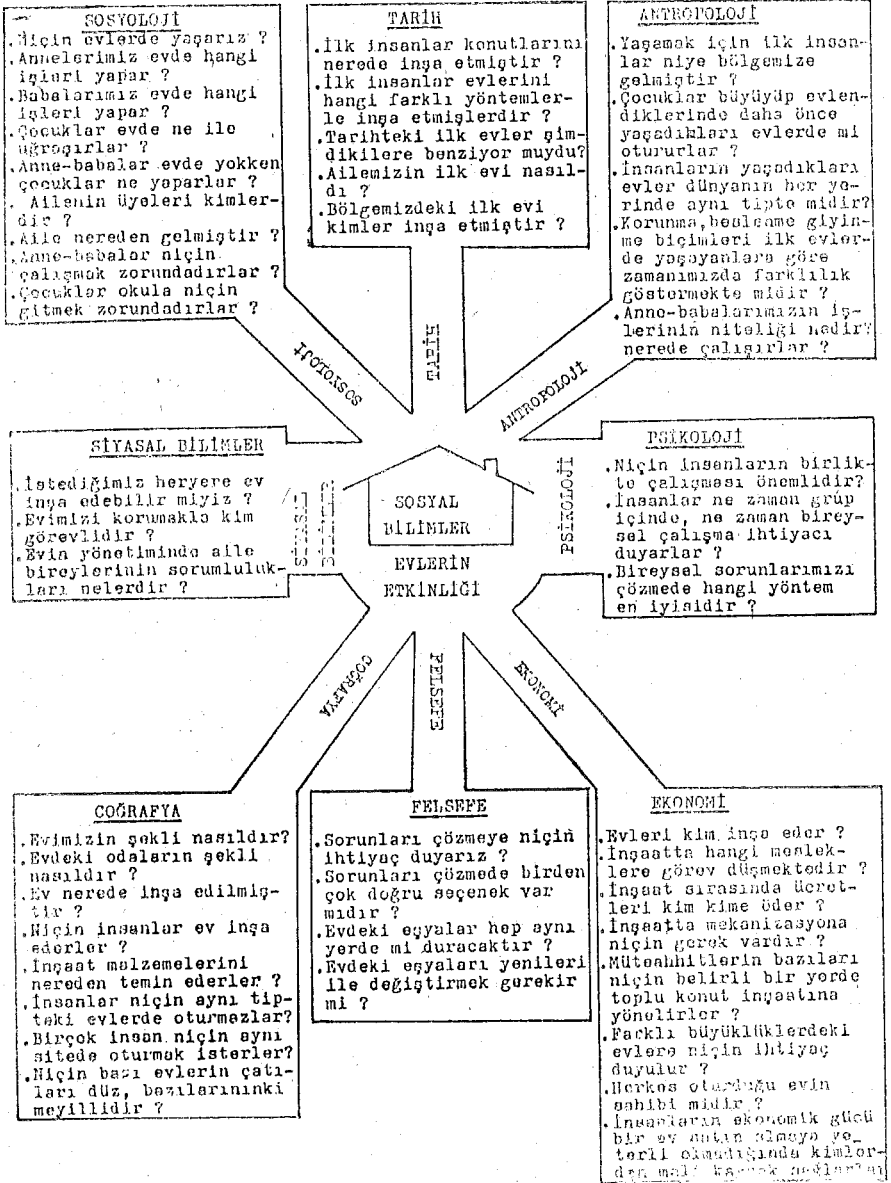 SOSYOLOJİ
.Niçin evlerde yaşarız ?
.Annelerimiz evde hangi
işleri yapar ?
.Babalarımız evde hangi
işleri yapar ?
.Çocuklar evde ne ile
uğraşırlar ?
.Anne-babalar evde yokken
çocuklar ne yaparlar ?
. Ailenin üyeleri kimler-
dir ?
.Aile nereden gelmiştir ?
.Anne-babalar niçin
çalışmak zorundadırlar ?
.Çocuklar okula niçin
gitmek zorundadırlar ?
TARİH
.İlk insanlar konutlarını
nerede inşa etmiştir ?
.İlk insanlar evlerini
hangi farklı yöntemler-
le inşa etmişlerdir ?
.Tarihteki ilk evler şim-
dikilere benziyor muydu?
.Ailemizin ilk evi nasıl-
dı ?
.Bölgemizdeki ilk evi
kimler inşa etmiştir ?
ANTROPOLOJİ
.Yaşamak için ilk insan-
lar niye bölgemize
gelmiştir ?
.Çocuklar büyüyüp evlen-
diklerinde daha önce
yaşadıkları evlerde mi
otururlar ?
.İnsanların yaşadıkları
evler dünyanın her ye-
rinde aynı tipte midir?
.Korunma,beslenme giyin-
me biçimleri ilk evler-
de yaşayanlara göre
zamanımızda farklılık
göstermekte midir ?
.Anne-babalarımızın iş-
lerinin niteliği nedir?
nerede çalışırlar ?
SOSYOLOJİ
TARİH
ANTROPOLOJİ
SİYASAL BİLİMLER
.İstediğimiz heryere ev
inşa edebilir miyiz ?
.Evimizi korumakla kim
görevlidir ?
.Evin yönetiminde aile
bireylerinin sorumluluk-
ları nelerdir ?
SİYASAL
BİLİMLER
SOSYAL
BİLİMLER
EVLERİN
ETKİNLİĞİ
PSİKOLOJİ
PSİKOLOJİ
.Niçin insanların birlik-
te çalışması önemlidir?
.İnsanlar ne zaman grup
içinde, ne zaman birey-
sel çalışma ihtiyacı
duyarlar ?
.Bireysel sorunlarımızı
çözmede hangi yöntem
en iyisidir ?
COĞRAFYA
FELSEFE
EKONOMİ
COĞRAFYA
.Evimizin şekli nasıldır?
.Evdeki odaların şekli
nasıldır ?
.Ev nerede inşa edilmiş-
tir ?
.Niçin insanlar ev inşa
ederler ?
.İnşaat malzemelerini
nereden temin ederler ?
.İnsanlar niçin aynı tip-
teki evlerde oturmazlar?
.Birçok insan niçin aynı
sitede oturmak isterler?
.Niçin bazı evlerin çatı-
ları düz, bazılarınınki
meyillidir ?
FELSEFE
.Sorunları çözmeye niçin
ihtiyaç duyarız ?
.Sorunları çözmede birden
çok doğru seçenek var
mıdır ?
.Evdeki eşyalar hep aynı
yerde mi duracaktır ?
.Evdeki eşyaları yenileri
ile değiştirmek gerekir
mi ?
EKONOMİ
.Evleri kim inşa eder ?
.İnşaatta hangi meslek-
lere görev düşmektedir ?
.İnşaat sırasında ücret-
leri kim kime öder ?
.İnşaatta mekanizasyona
niçin gerek vardır ?
.Müteahhitlerin bazıları
niçin belirli bir yerde
toplu konut inşaatına
yönelirler ?
.Farklı büyüklüklerdeki
evlere niçin ihtiyaç
duyulur ?
.Herkes oturduğu evin
sahibi midir ?
.İnsanların ekonomik gücü
bir ev satın almaya ye_
terli olmadığında kimler-
den mali kaynak sağlarlar